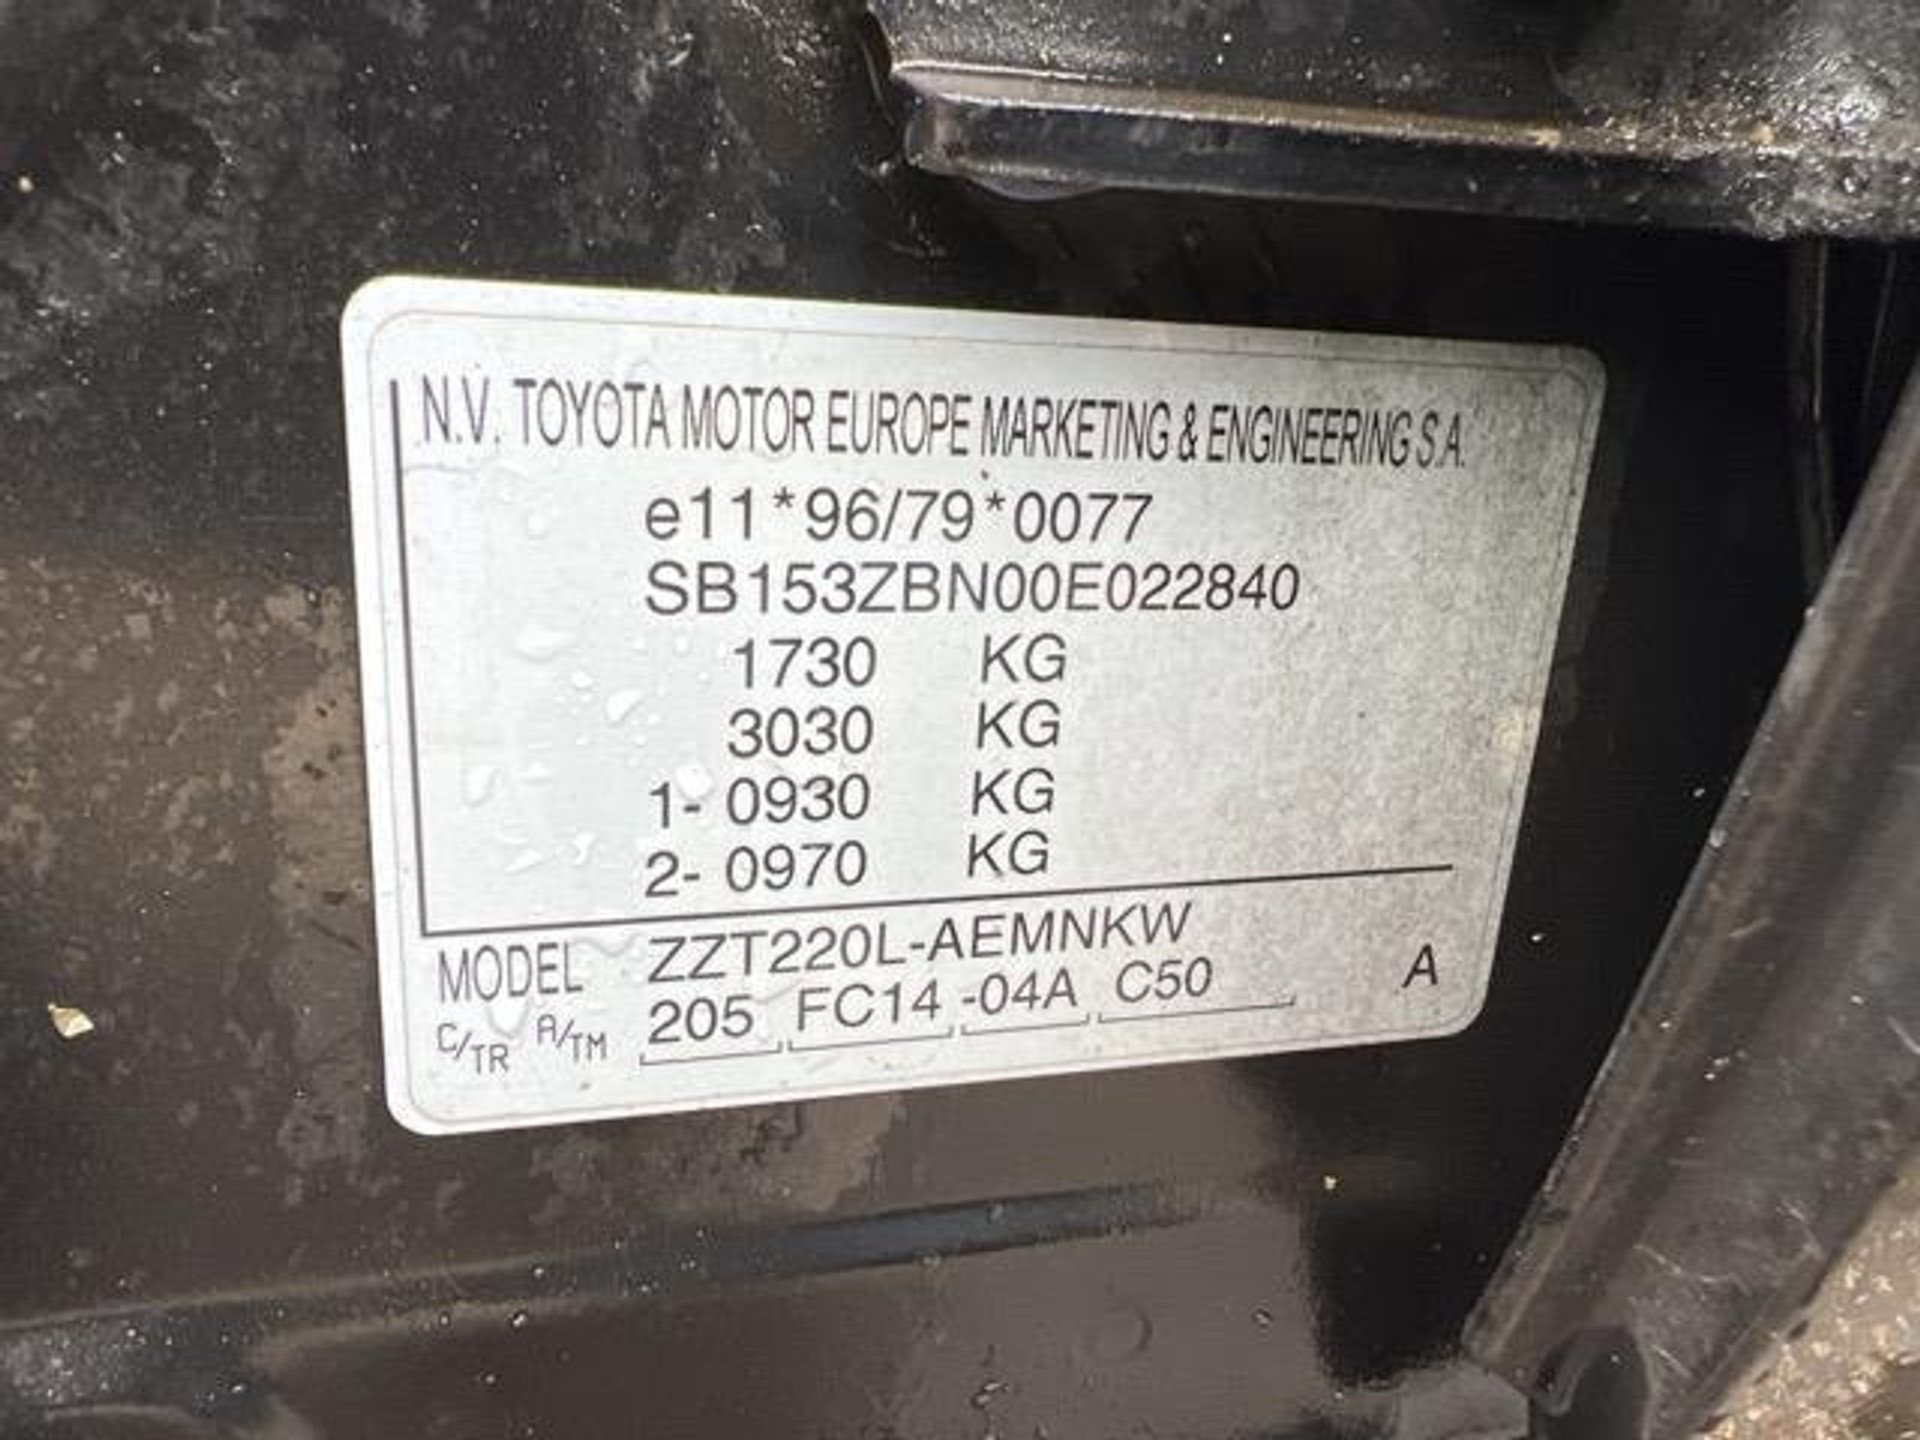 N.V. TOYOTA MOTOR EUROPE MARKETING & ENGINEERING S.A.
e11*96/79*0077
SB153ZBN00E022840
1730 KG
3030 KG
1- 0930 KG
2- 0970 KG
MODEL ZZT220L-AEMNKW
C/TR A/TM 205 FC14 -04A C50 A